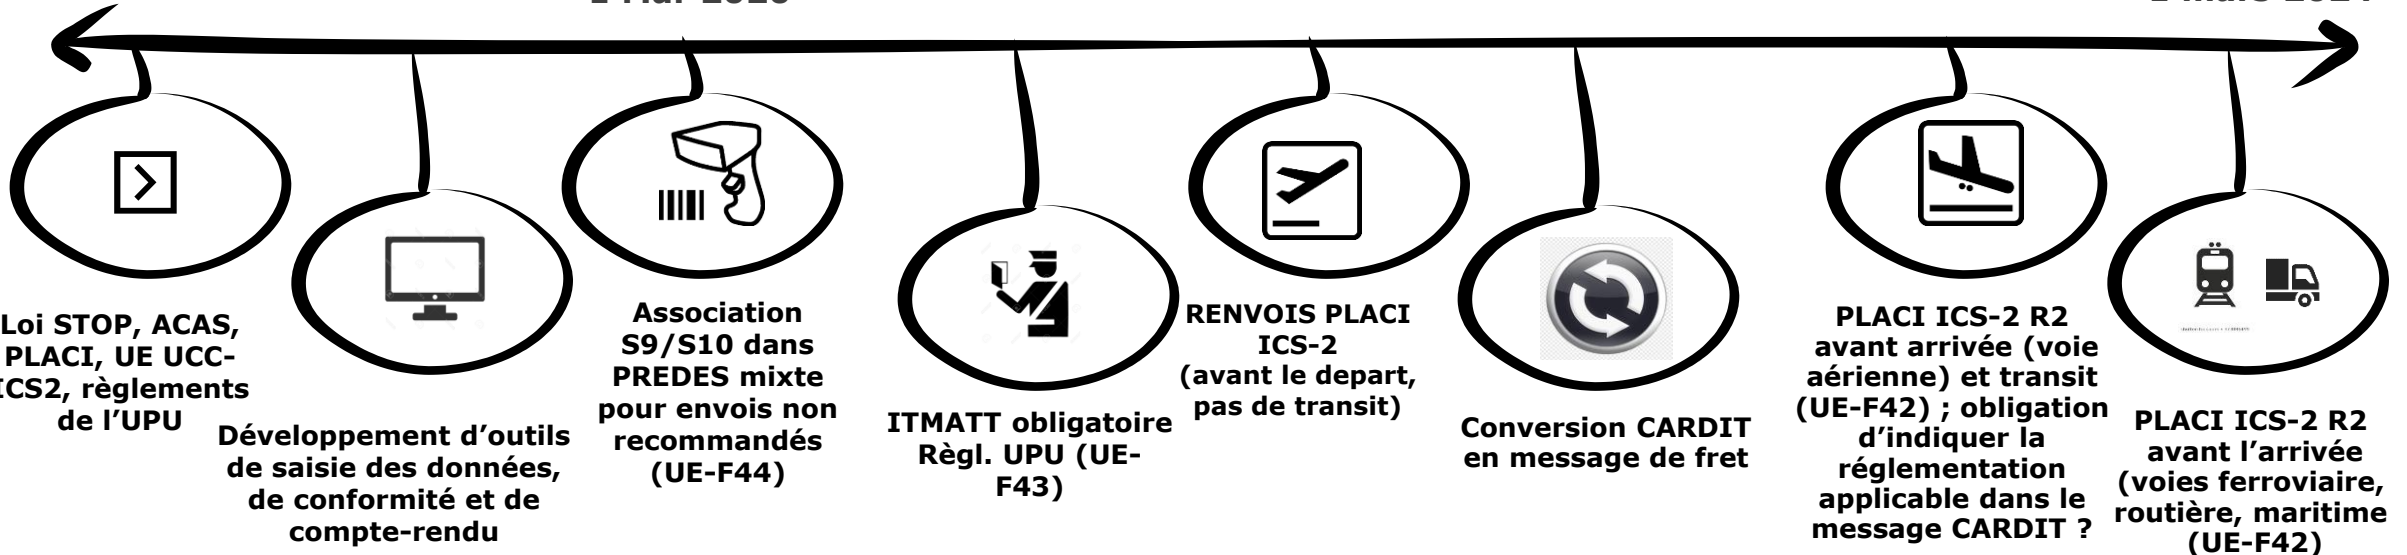 Loi STOP, ACAS,
PLACI, UE UCC-
ICS2, règlements
de l’UPU
Développement d’outils
de saisie des données,
de conformité et de
compte-rendu
Association
S9/S10 dans
PREDES mixte
pour envois non
recommandés
(UE-F44)
ITMATT obligatoire
Règl. UPU (UE-
F43)
RENVOIS PLACI
ICS-2
(avant le depart,
pas de transit)
Conversion CARDIT
en message de fret
PLACI ICS-2 R2
avant arrivée (voie
aérienne) et transit
(UE-F42) ; obligation
d’indiquer la
réglementation
applicable dans le
message CARDIT ?
PLACI ICS-2 R2
avant l’arrivée
(voies ferroviaire,
routière, maritime
(UE-F42)